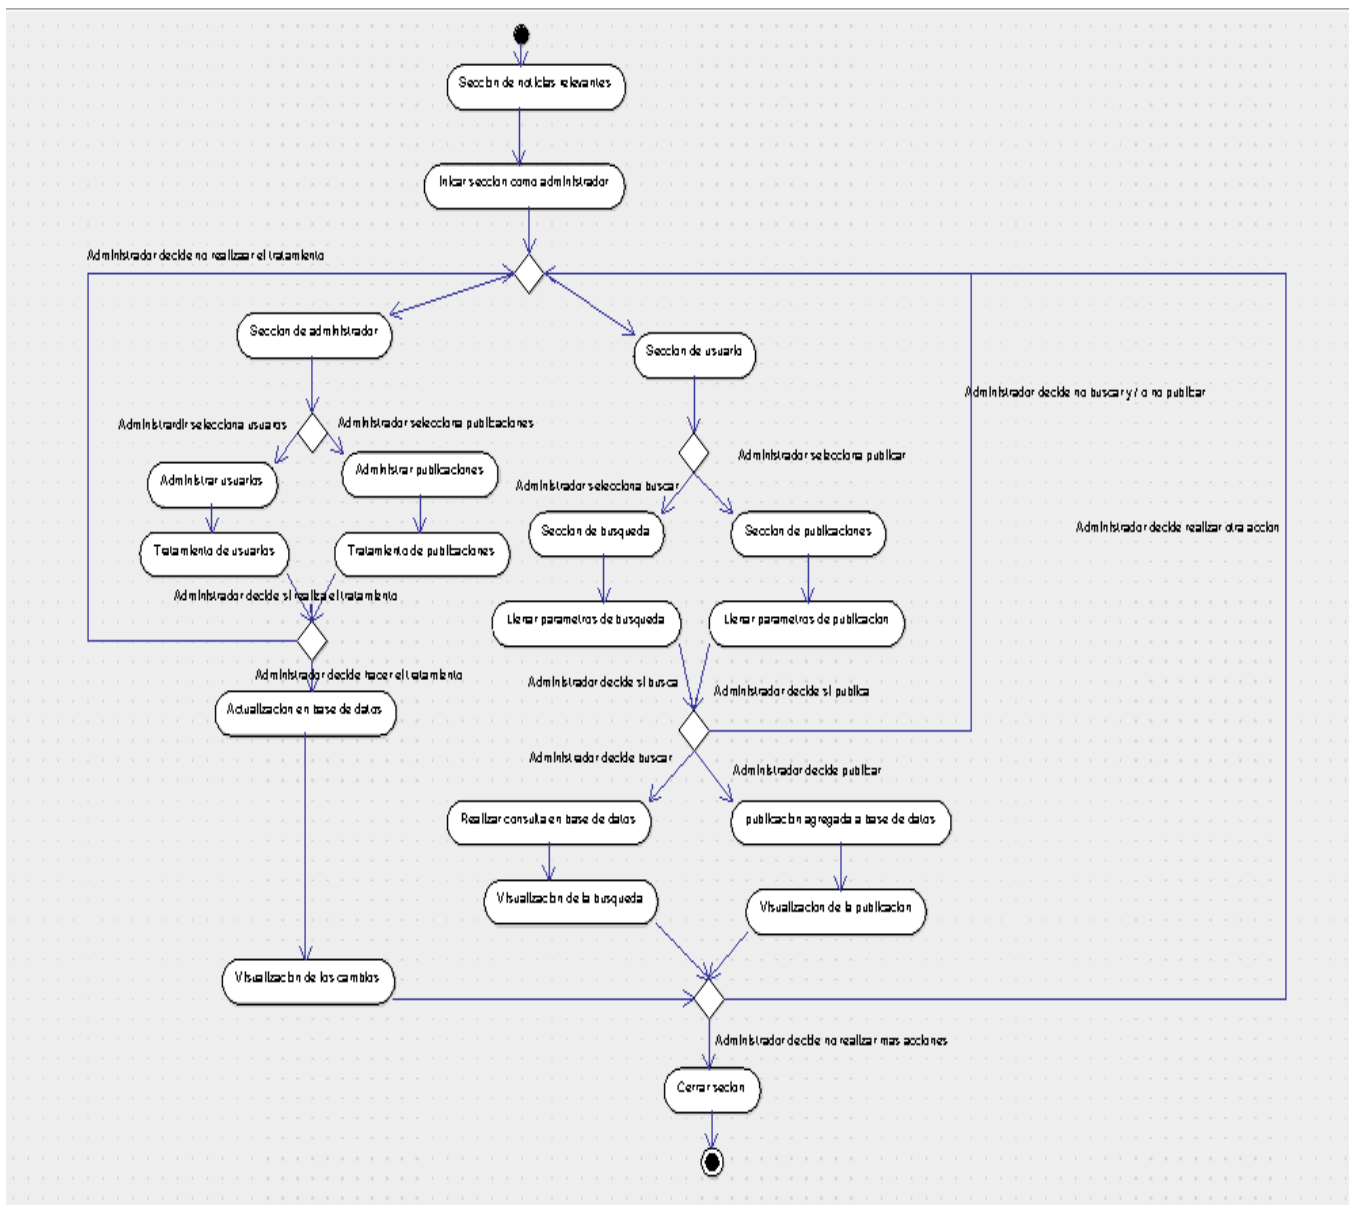 Seccion de noticias relevantes
Inicar seccion como administrador
Administrador decide no realizaar el tratamiento
Seccion de administrador
Seccion de usuario
Administrador decide no buscar y / o no publicar
Administrardir selecciona usuaros
Administrador selecciona publicaciones
Administrador selecciona publicar
Administrar usuarios
Administrar publicaciones
Administrador selecciona buscar
Seccion de busqueda
Seccion de publicaciones
Administrador decide realizar otra accion
Tratamiento de usuarios
Tratamiento de publicaciones
Administrador decide si realiza el tratamiento
Llenar parametros de busqueda
Llenar parametros de publicacion
Administrador decide hacer el tratamiento
Administrador decide si busca
Administrador decide si publica
Actualizacion en base de datos
Administrador decide buscar
Administrador decide publicar
Realizar consulta en base de datos
publicacion agregada a base de datos
Visualizacion de la busqueda
Visualizacion de la publicacion
Visualizacion de los cambios
Administrador decide no realizar mas acciones
Cerrar secion